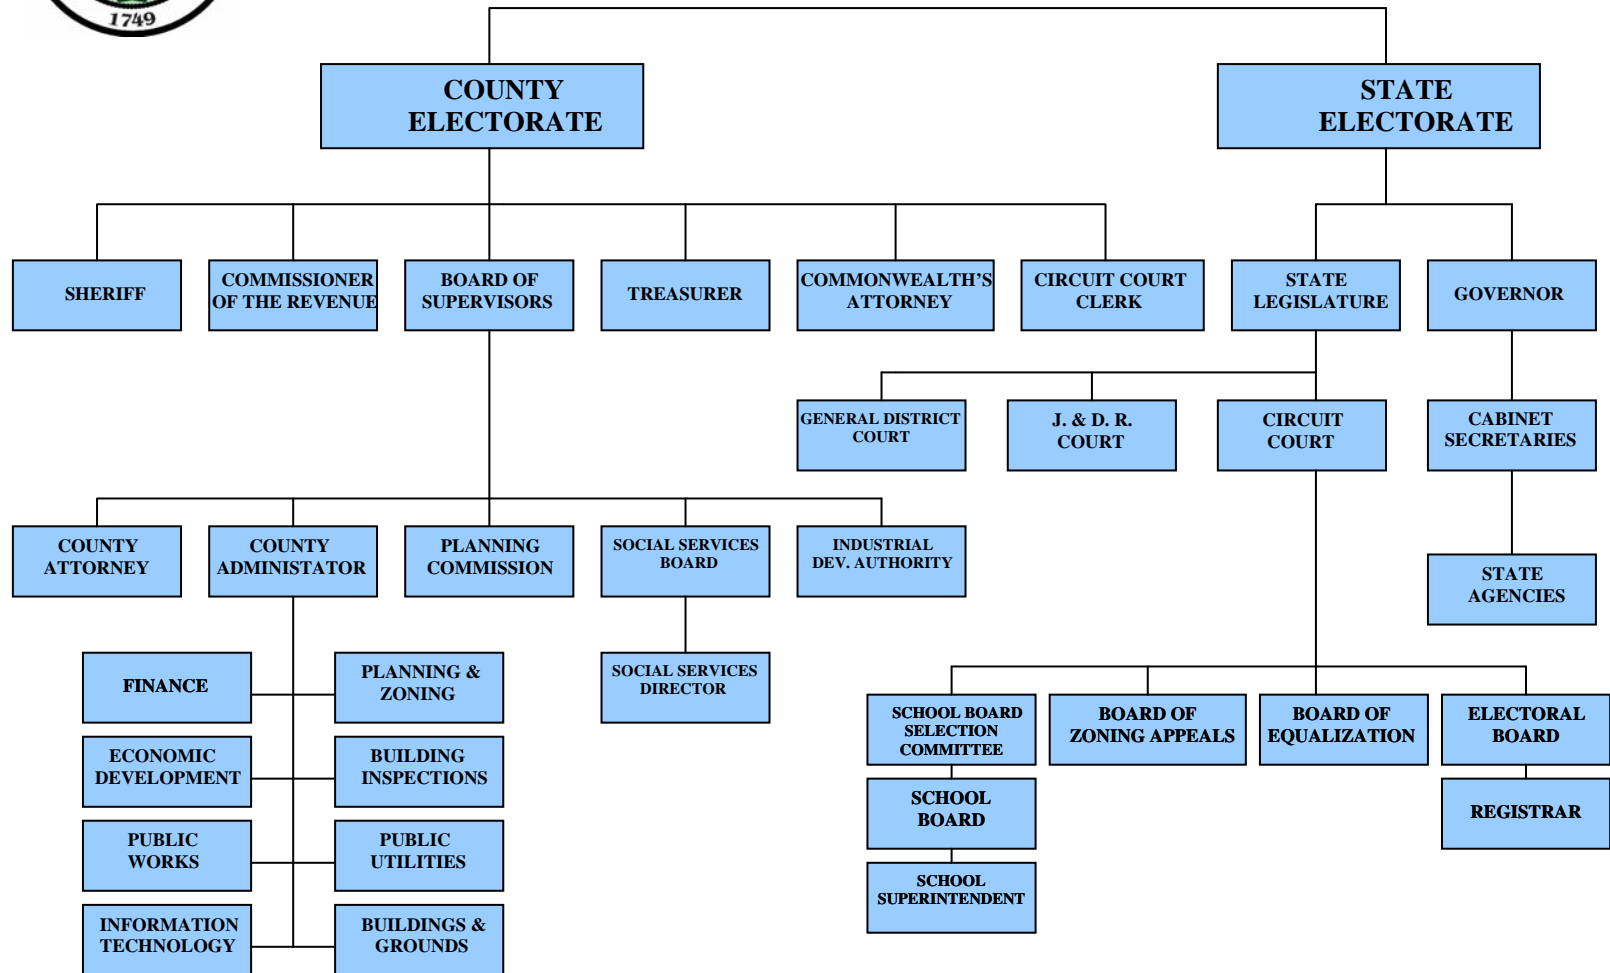 1749
COUNTY
ELECTORATE
STATE
ELECTORATE
SHERIFF
COMMISSIONER
OF THE REVENUE
BOARD OF
SUPERVISORS
TREASURER
COMMONWEALTH'S
ATTORNEY
CIRCUIT COURT
CLERK
STATE
LEGISLATURE
GOVERNOR
GENERAL DISTRICT
COURT
J. & D. R.
COURT
CIRCUIT
COURT
CABINET
SECRETARIES
COUNTY
ATTORNEY
COUNTY
ADMINISTATOR
PLANNING
COMMISSION
SOCIAL SERVICES
BOARD
INDUSTRIAL
DEV. AUTHORITY
STATE
AGENCIES
FINANCE
PLANNING &
ZONING
SOCIAL SERVICES
DIRECTOR
SCHOOL BOARD
SELECTION
COMMITTEE
BOARD OF
ZONING APPEALS
BOARD OF
EQUALIZATION
ELECTORAL
BOARD
ECONOMIC
DEVELOPMENT
BUILDING
INSPECTIONS
SCHOOL
BOARD
REGISTRAR
PUBLIC
WORKS
PUBLIC
UTILITIES
SCHOOL
SUPERINTENDENT
INFORMATION
TECHNOLOGY
BUILDINGS &
GROUNDS